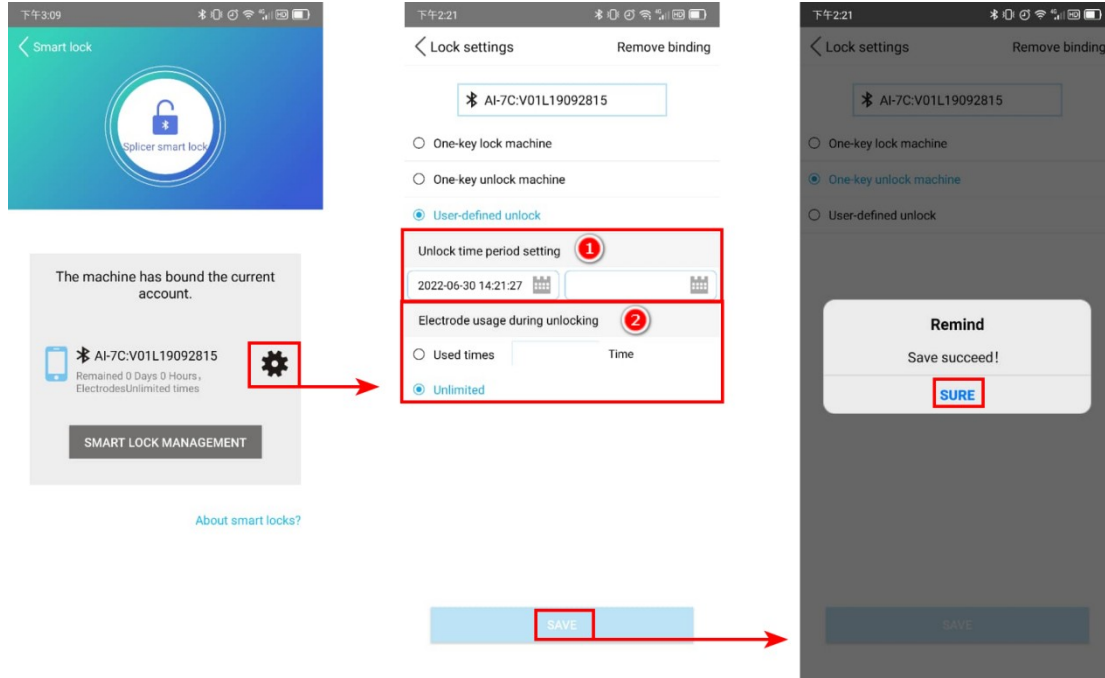 下午3:09
Smart lock
Splicer smart lock
The machine has bound the current
account.
AI-7C:V01L19092815
Remained 0 Days 0 Hours,
ElectrodesUnlimited times
SMART LOCK MANAGEMENT
About smart locks?
下午2:21
HD
Lock settings
Remove binding
AI-7C:V01L19092815
One-key lock machine
One-key unlock machine
User-defined unlock
Unlock time period setting
1
2022-06-30 14:21:27
Electrode usage during unlocking
2
Used times
Time
Unlimited
SAVE
下午2:21
HD
Lock settings
Remove binding
AI-7C:V01L19092815
One-key lock machine
One-key unlock machine
User-defined unlock
Remind
Save succeed!
SURE
SAVE